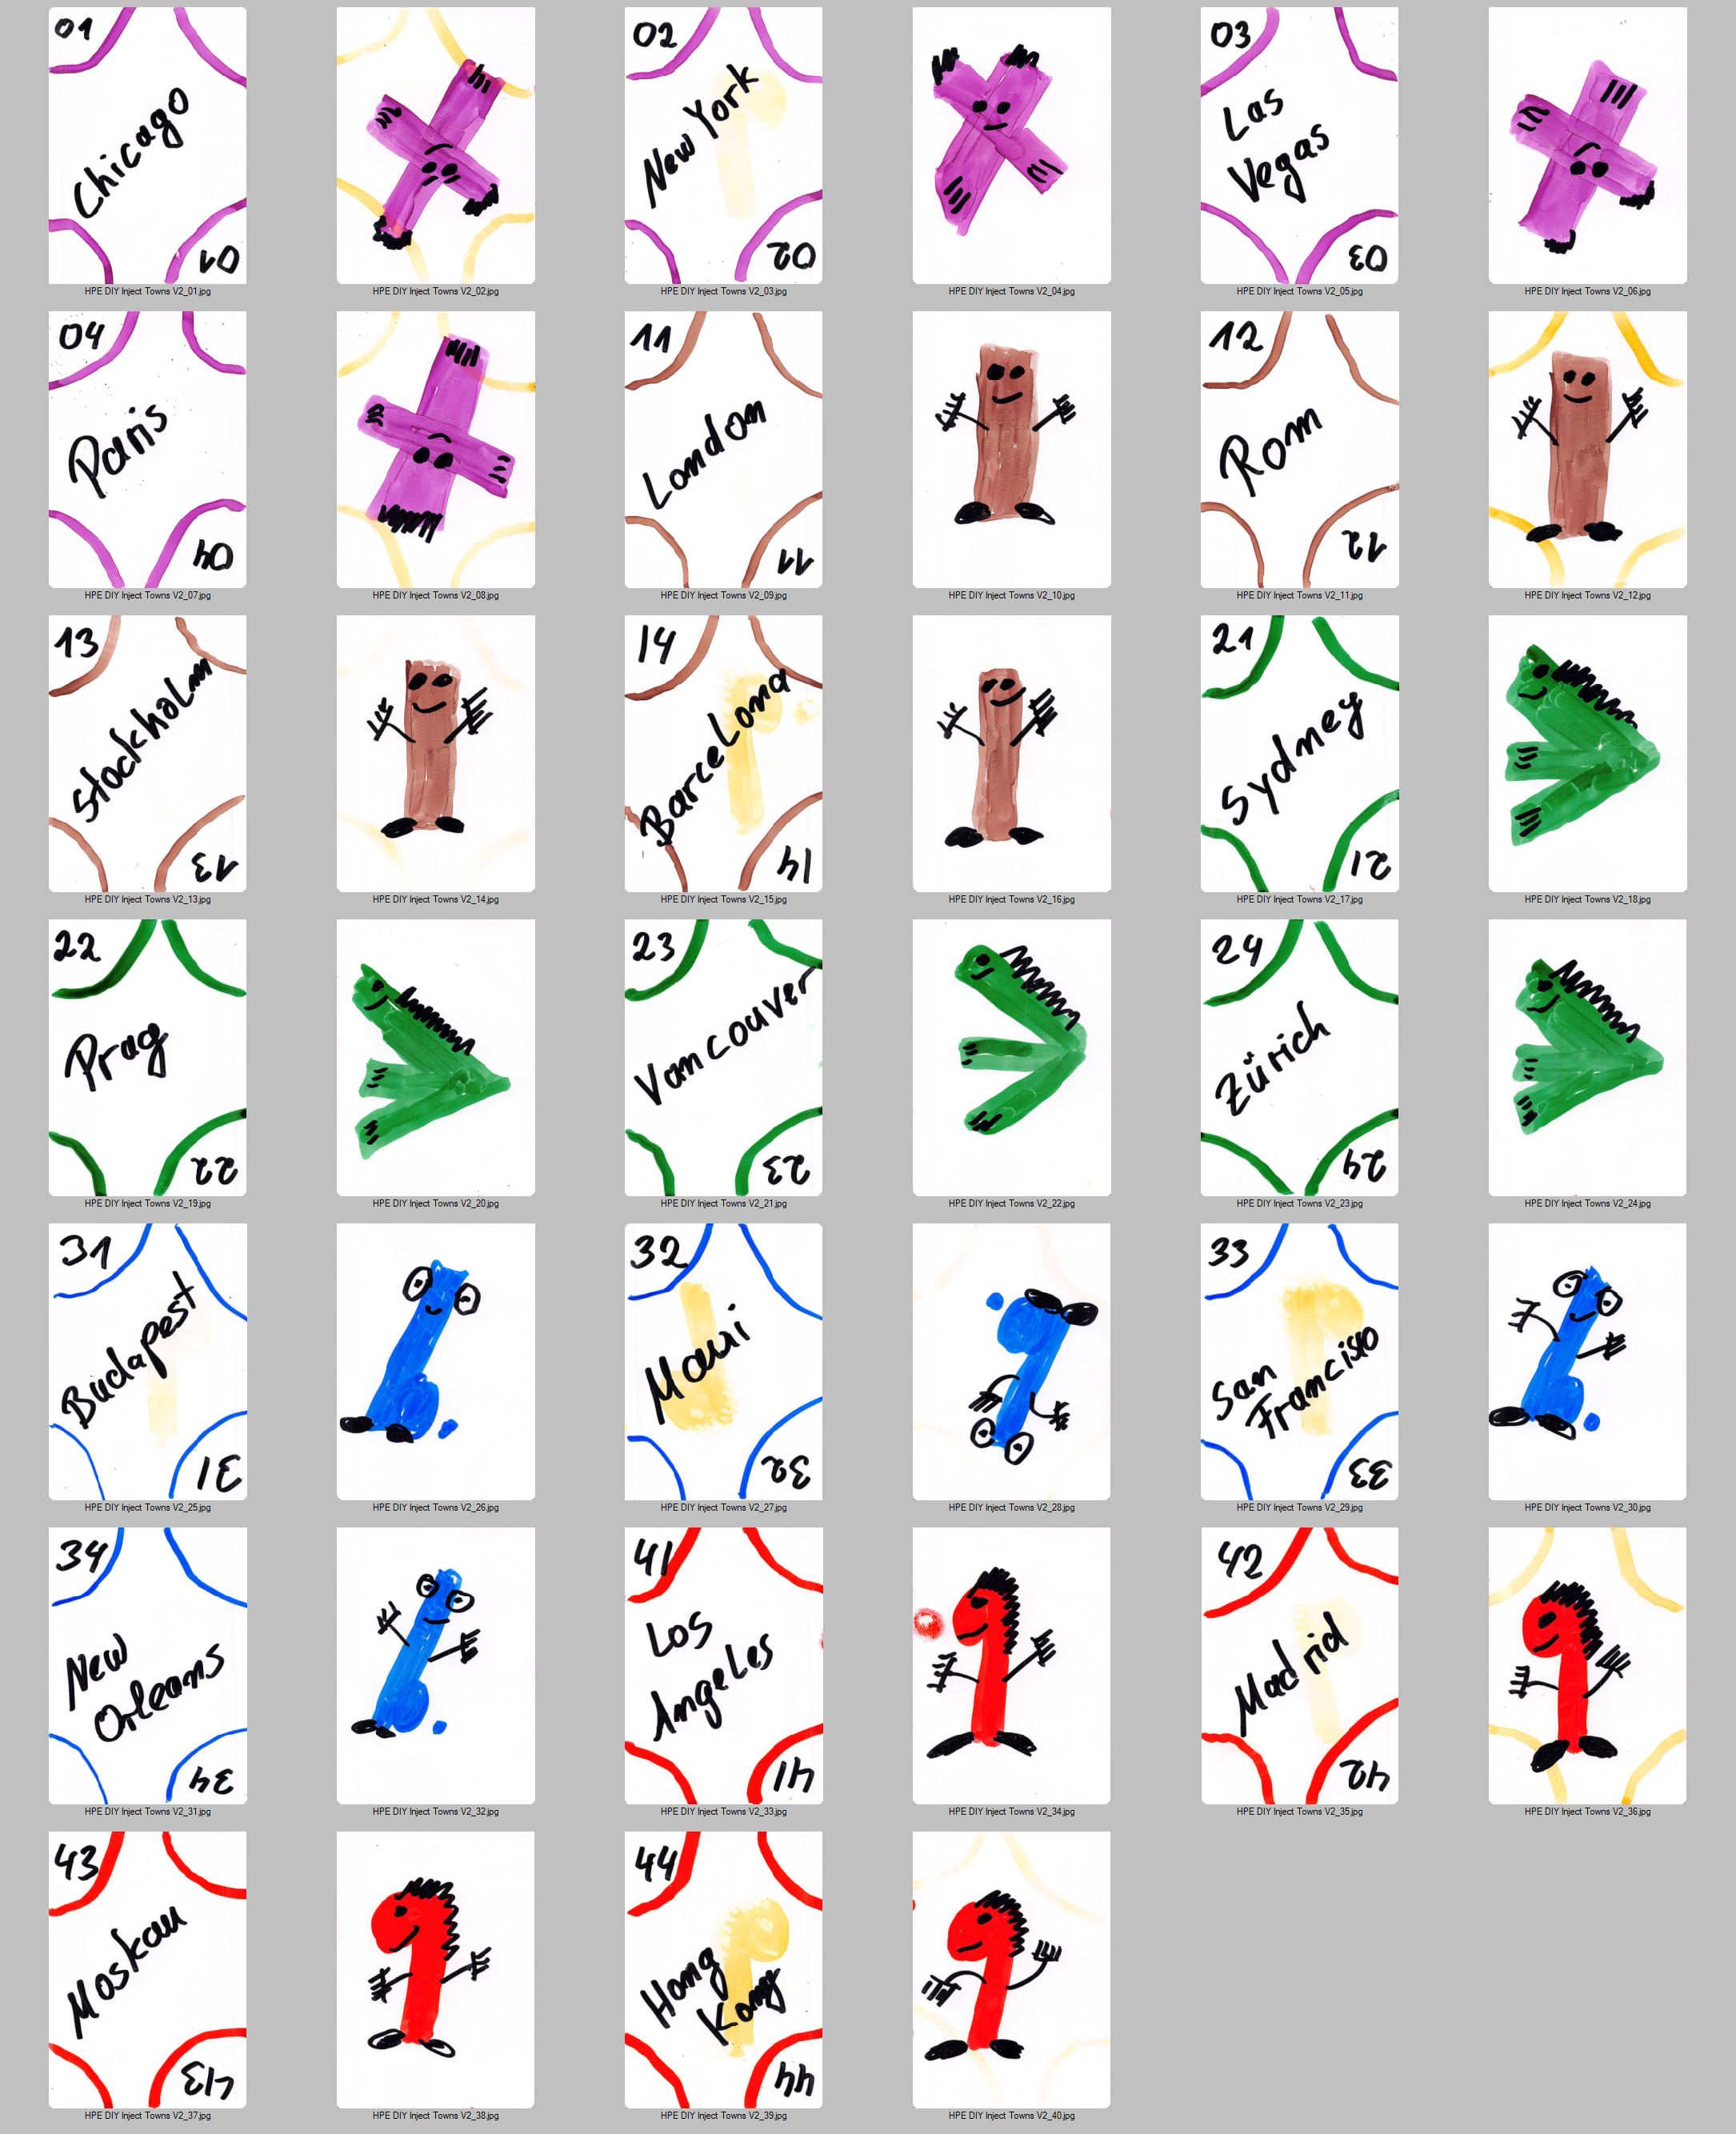 01
Chicago
01
HPE DIY Inject Towns V2_01.jpg
HPE DIY Inject Towns V2_02.jpg
02
New York
02
HPE DIY Inject Towns V2_03.jpg
HPE DIY Inject Towns V2_04.jpg
03
Las
Vegas
03
HPE DIY Inject Towns V2_05.jpg
HPE DIY Inject Towns V2_06.jpg
04
Paris
04
HPE DIY Inject Towns V2_07.jpg
HPE DIY Inject Towns V2_08.jpg
11
London
11
HPE DIY Inject Towns V2_09.jpg
HPE DIY Inject Towns V2_10.jpg
12
Rom
12
HPE DIY Inject Towns V2_11.jpg
HPE DIY Inject Towns V2_12.jpg
13
Stockholm
13
HPE DIY Inject Towns V2_13.jpg
HPE DIY Inject Towns V2_14.jpg
14
Barcelona
14
HPE DIY Inject Towns V2_15.jpg
HPE DIY Inject Towns V2_16.jpg
21
Sydney
21
HPE DIY Inject Towns V2_17.jpg
HPE DIY Inject Towns V2_18.jpg
22
Prag
22
HPE DIY Inject Towns V2_19.jpg
HPE DIY Inject Towns V2_20.jpg
23
Vancouver
23
HPE DIY Inject Towns V2_21.jpg
HPE DIY Inject Towns V2_22.jpg
24
Zürich
24
HPE DIY Inject Towns V2_23.jpg
HPE DIY Inject Towns V2_24.jpg
31
Budapest
31
HPE DIY Inject Towns V2_25.jpg
HPE DIY Inject Towns V2_26.jpg
32
Maui
32
HPE DIY Inject Towns V2_27.jpg
HPE DIY Inject Towns V2_28.jpg
33
San
Francisco
33
HPE DIY Inject Towns V2_29.jpg
HPE DIY Inject Towns V2_30.jpg
34
New
Orleans
34
HPE DIY Inject Towns V2_31.jpg
HPE DIY Inject Towns V2_32.jpg
41
Los
Angeles
41
HPE DIY Inject Towns V2_33.jpg
HPE DIY Inject Towns V2_34.jpg
42
Madrid
42
HPE DIY Inject Towns V2_35.jpg
HPE DIY Inject Towns V2_36.jpg
43
Moskau
43
HPE DIY Inject Towns V2_37.jpg
HPE DIY Inject Towns V2_38.jpg
44
Hong
Kong
44
HPE DIY Inject Towns V2_39.jpg
HPE DIY Inject Towns V2_40.jpg